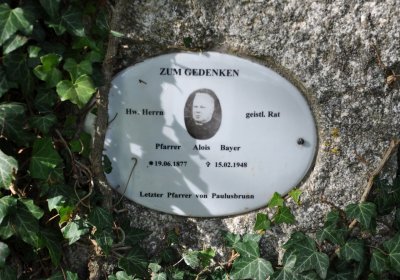 ZUM GEDENKEN
Hw. Herrn geistl. Rat
Pfarrer Alois Bayer
*19.06.1877 ✝15.02.1948
Letzter Pfarrer von Paulusbrunn